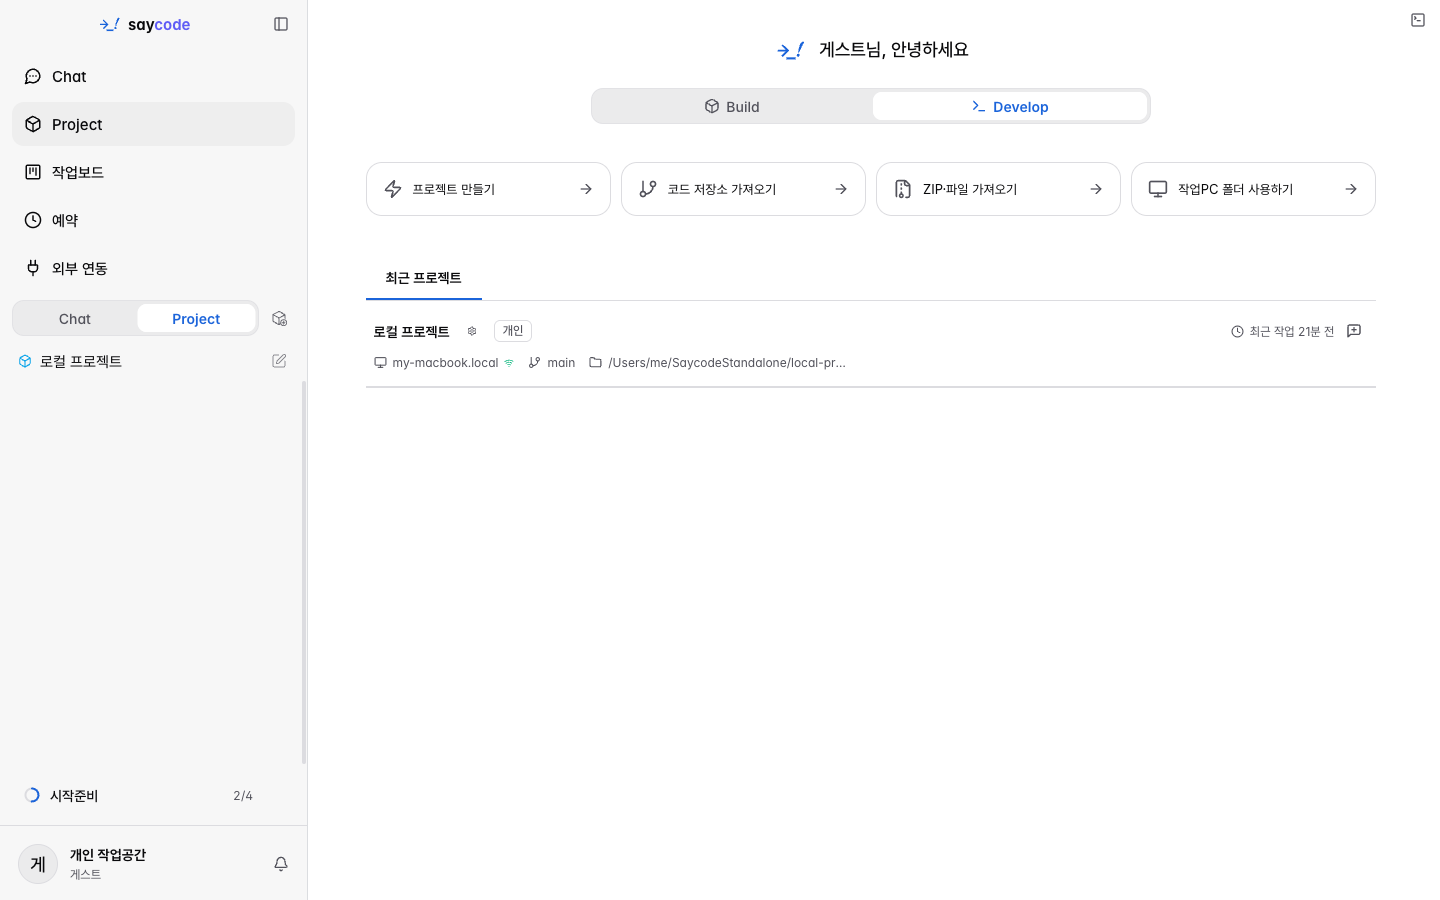 saycode
Chat
Project
작업보드
예약
외부 연동
Chat Project
로컬 프로젝트
시작준비 2/4
게 개인 작업공간
게스트
게스트님, 안녕하세요
Build Develop
프로젝트 만들기 코드 저장소 가져오기 ZIP·파일 가져오기 작업PC 폴더 사용하기
최근 프로젝트
로컬 프로젝트 개인 최근 작업 21분 전
my-macbook.local main /Users/me/SaycodeStandalone/local-pr...